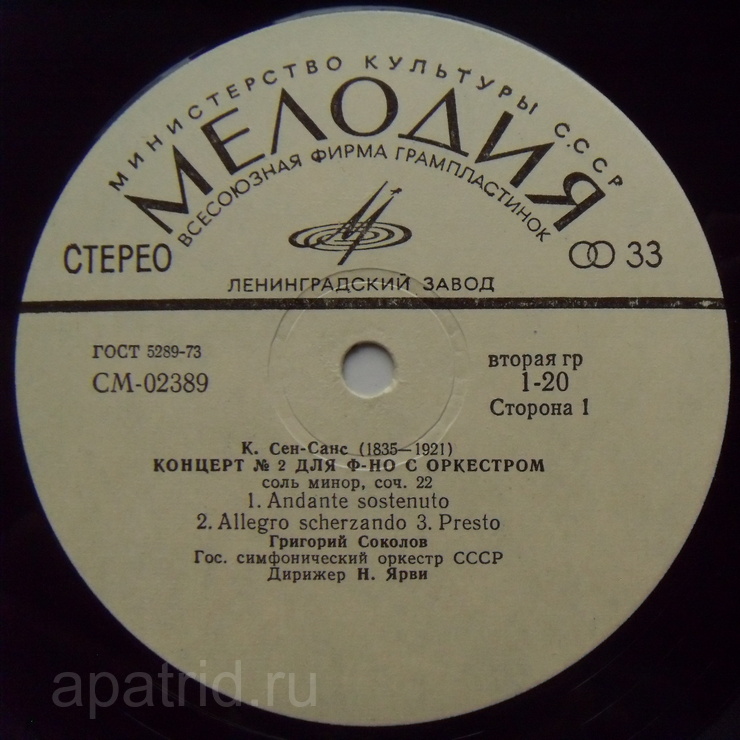 МИНИСТЕРСТВО КУЛЬТУРЫ СССР
МЕЛОДИЯ
ВСЕСОЮЗНАЯ ФИРМА ГРАМПЛАСТИНОК
СТЕРЕО
33
ЛЕНИНГРАДСКИЙ ЗАВОД
ГОСТ 5289-73
СМ-02389
вторая гр
1-20
Сторона 1
К. Сен-Санс (1835—1921)
КОНЦЕРТ № 2 ДЛЯ Ф-НО С ОРКЕСТРОМ
соль минор, соч. 22
1. Andante sostenuto
2. Allegro scherzando 3. Presto
Григорий Соколов
Гос. симфонический оркестр СССР
Дирижер Н. Ярви
apatrid.ru